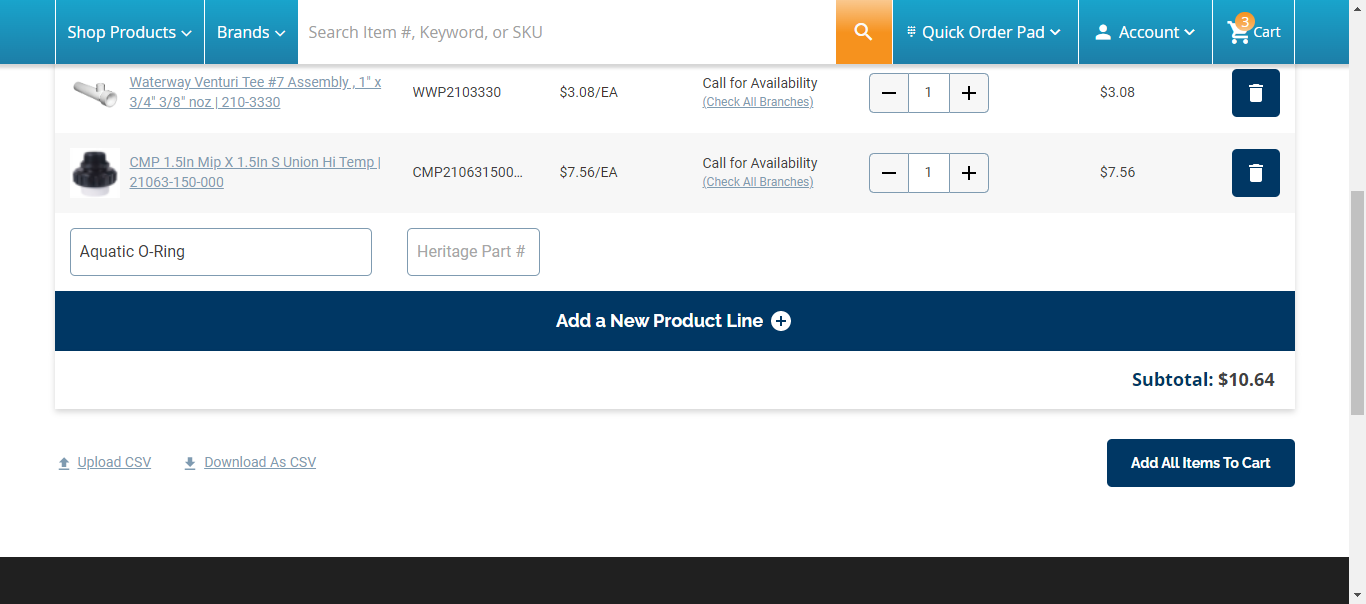 Shop Products
Brands
Search Item #, Keyword, or SKU
Quick Order Pad
Account
3
Cart
Waterway Venturi Tee #7 Assembly , 1" x
3/4" 3/8" noz | 210-3330
WWP2103330
$3.08/EA
Call for Availability
(Check All Branches)
1
$3.08
CMP 1.5In Mip X 1.5In S Union Hi Temp |
21063-150-000
CMP210631500...
$7.56/EA
Call for Availability
(Check All Branches)
1
$7.56
Aquatic O-Ring
Heritage Part #
Add a New Product Line
Subtotal: $10.64
Upload CSV
Download As CSV
Add All Items To Cart